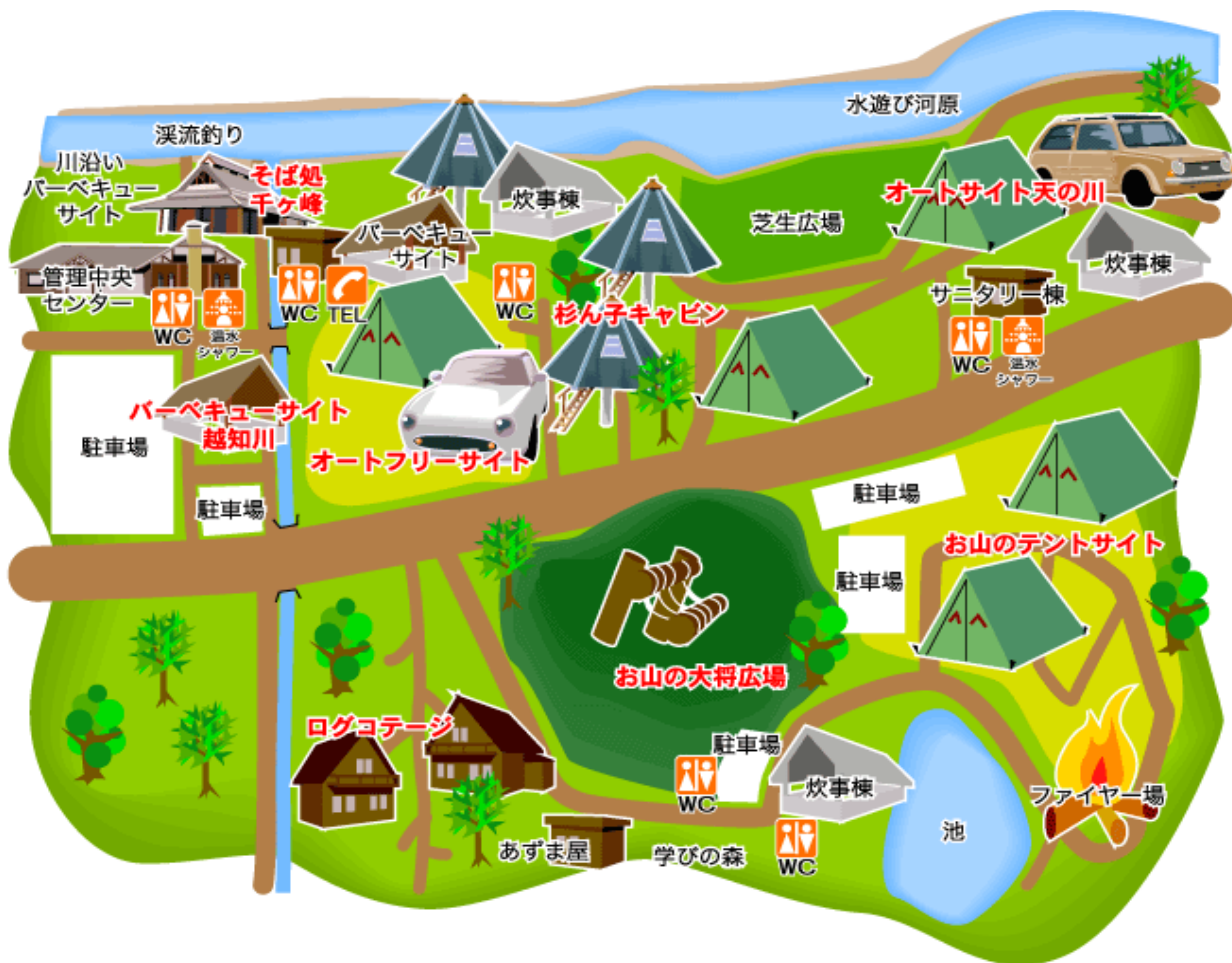 水遊び河原
渓流釣り
川沿い
バーベキュー
サイト
そば処
千ヶ峰
炊事棟
オートサイト天の川
芝生広場
バーベキュー
サイト
炊事棟
管理中央
センター
WC
温水
シャワー
WC
TEL
WC
杉ん子キャビン
サニタリー棟
WC
温水
シャワー
バーベキューサイト
越知川
駐車場
オートフリーサイト
駐車場
駐車場
お山のテントサイト
駐車場
お山の大将広場
ログコテージ
駐車場
WC
炊事棟
ファイヤー場
あずま屋
学びの森
WC
池